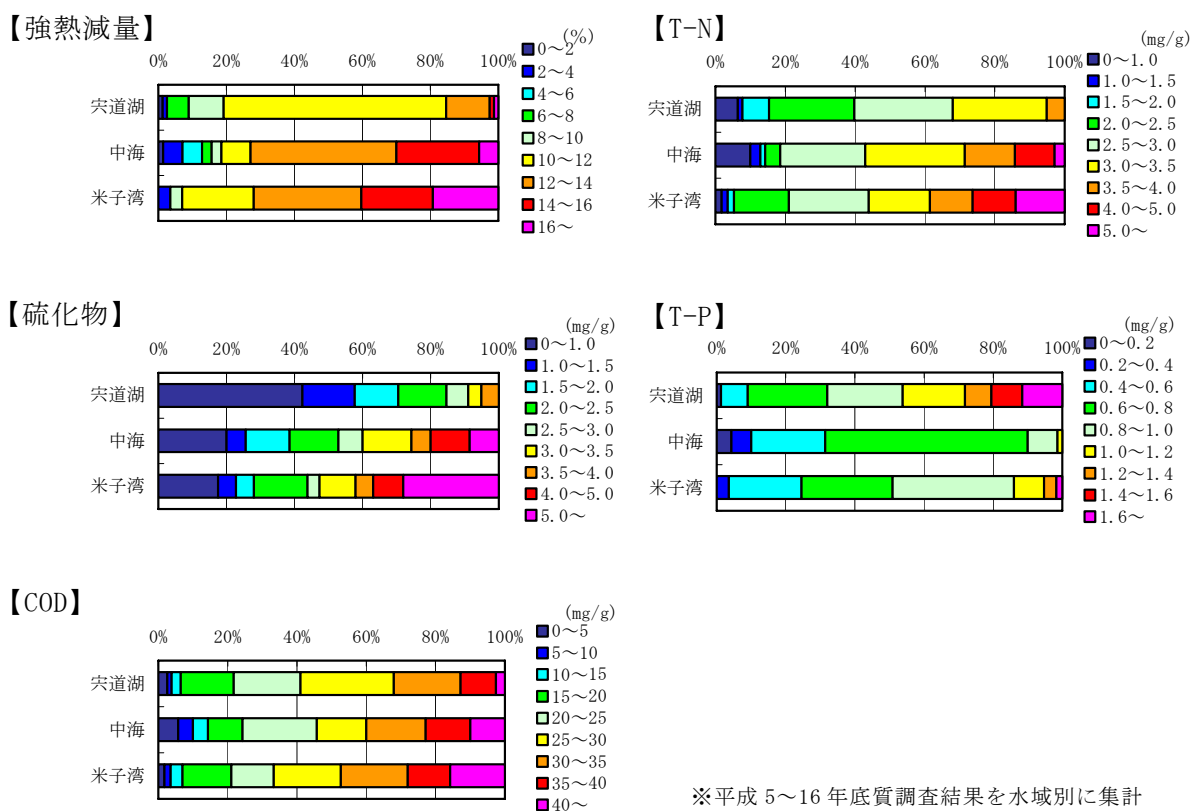 【強熱減量】
(%)
0% 20% 40% 60% 80% 100%
宍道湖
中海
米子湾
0～2
2～4
4～6
6～8
8～10
10～12
12～14
14～16
16～
【T-N】
(mg/g)
0% 20% 40% 60% 80% 100%
宍道湖
中海
米子湾
0～1.0
1.0～1.5
1.5～2.0
2.0～2.5
2.5～3.0
3.0～3.5
3.5～4.0
4.0～5.0
5.0～
【硫化物】
(mg/g)
0% 20% 40% 60% 80% 100%
宍道湖
中海
米子湾
0～1.0
1.0～1.5
1.5～2.0
2.0～2.5
2.5～3.0
3.0～3.5
3.5～4.0
4.0～5.0
5.0～
【T-P】
(mg/g)
0% 20% 40% 60% 80% 100%
宍道湖
中海
米子湾
0～0.2
0.2～0.4
0.4～0.6
0.6～0.8
0.8～1.0
1.0～1.2
1.2～1.4
1.4～1.6
1.6～
【COD】
(mg/g)
0% 20% 40% 60% 80% 100%
宍道湖
中海
米子湾
0～5
5～10
10～15
15～20
20～25
25～30
30～35
35～40
40～
※平成 5～16 年底質調査結果を水域別に集計